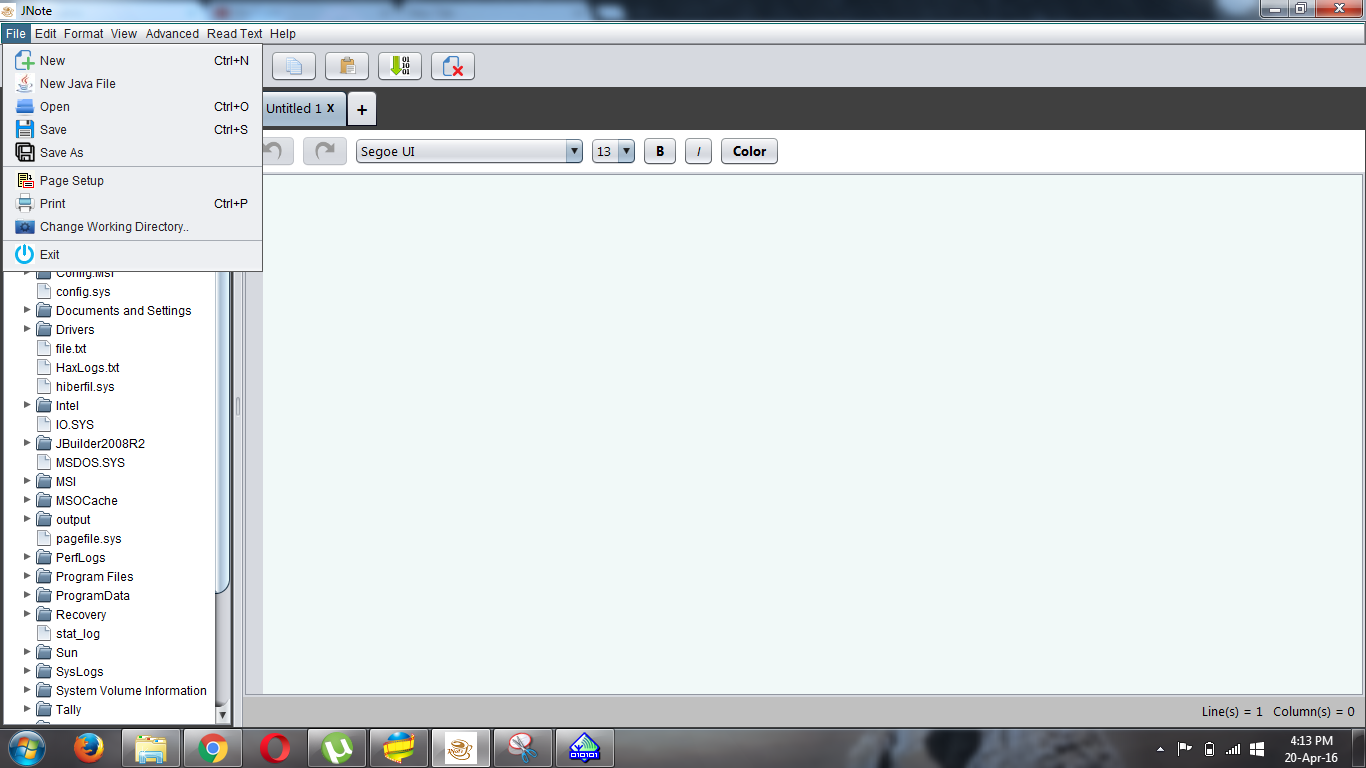 JNote
File Edit Format View Advanced Read Text Help
New Ctrl+N
New Java File
Open Ctrl+O
Save Ctrl+S
Save As
Page Setup
Print Ctrl+P
Change Working Directory..
Exit
Untitled 1 x +
Segoe UI 13 B I Color
Config.Msi
config.sys
Documents and Settings
Drivers
file.txt
HaxLogs.txt
hiberfil.sys
Intel
IO.SYS
JBuilder2008R2
MSDOS.SYS
MSI
MSOCache
output
pagefile.sys
PerfLogs
Program Files
ProgramData
Recovery
stat_log
Sun
SysLogs
System Volume Information
Tally
Line(s) = 1 Column(s) = 0
4:13 PM
20-Apr-16